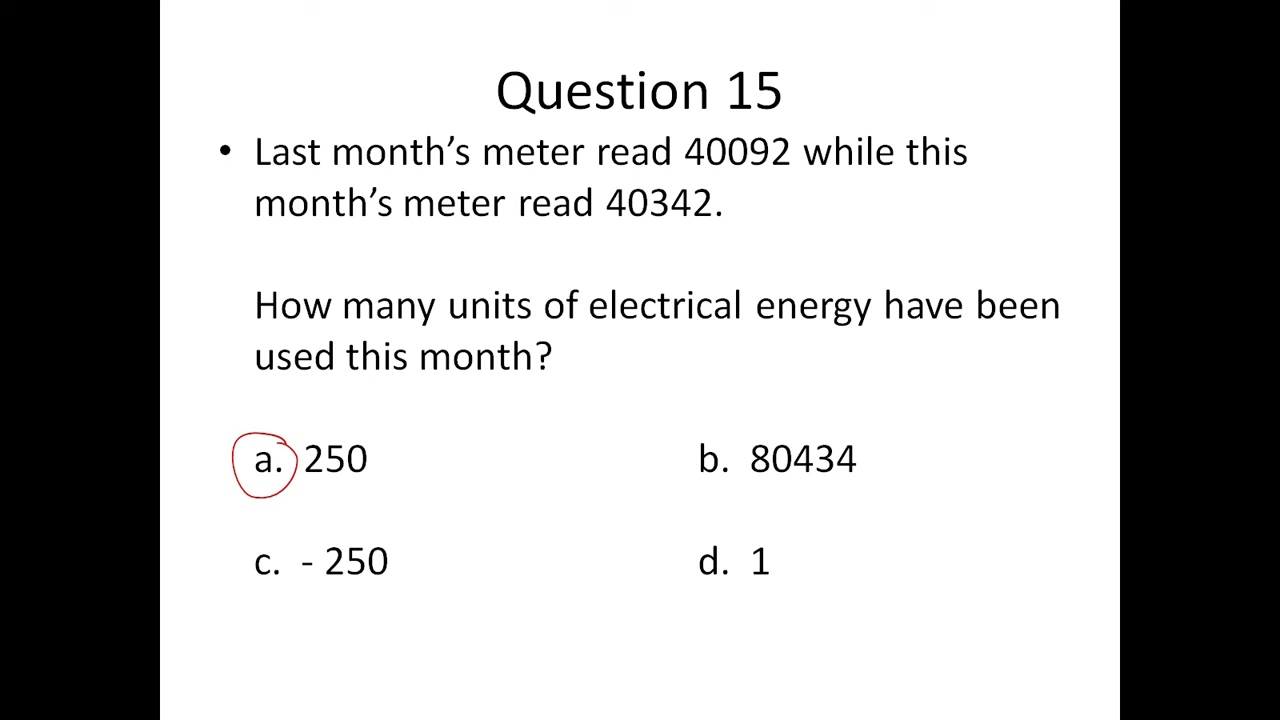 Question 15
• Last month’s meter read 40092 while this
month’s meter read 40342.
How many units of electrical energy have been
used this month?
a. 250 b. 80434
c. - 250 d. 1